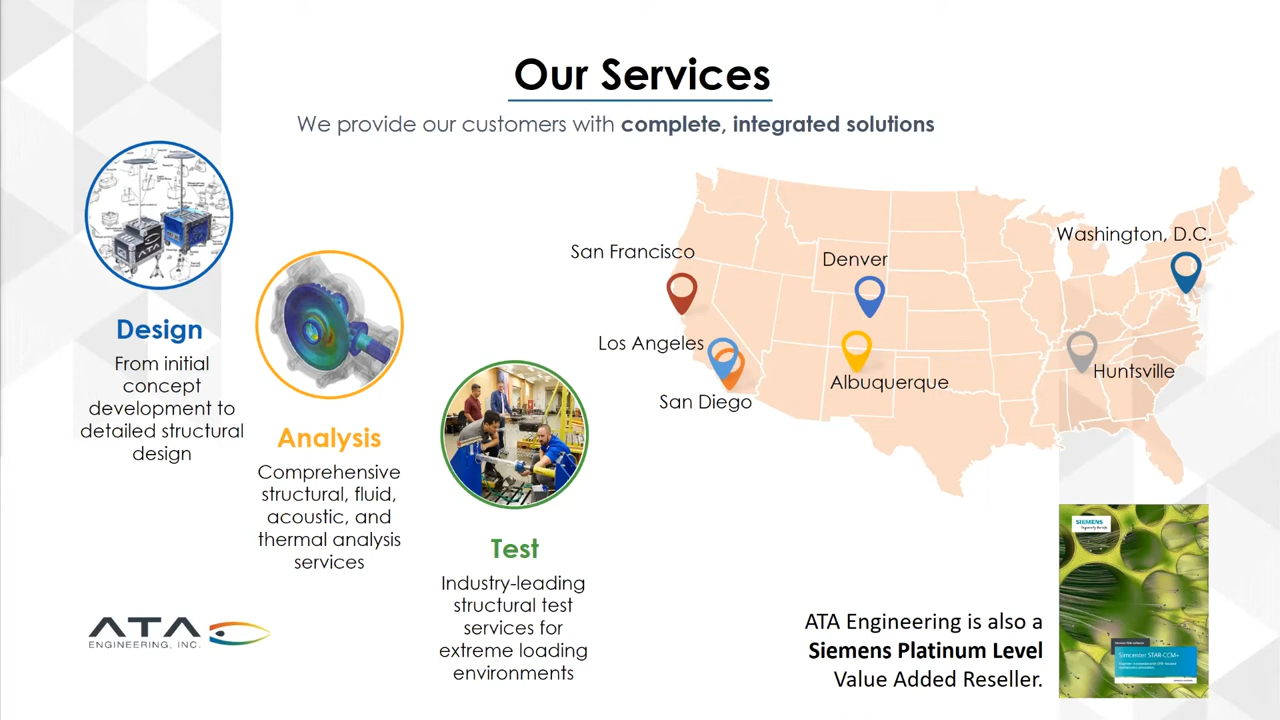 Our Services
We provide our customers with complete, integrated solutions
ATA
Design
From initial
concept
development to
detailed structural
design
Analysis
Comprehensive
structural, fluid,
acoustic, and
thermal analysis
services
Test
Industry-leading
structural test
services for
extreme loading
environments
San Francisco
Los Angeles
San Diego
Denver
Albuquerque
Washington, D.C.
Huntsville
ATA
ENGINEERING, INC.
ATA Engineering is also a
Siemens Platinum Level
Value Added Reseller.
SIEMENS
Simcenter STAR-CCM+